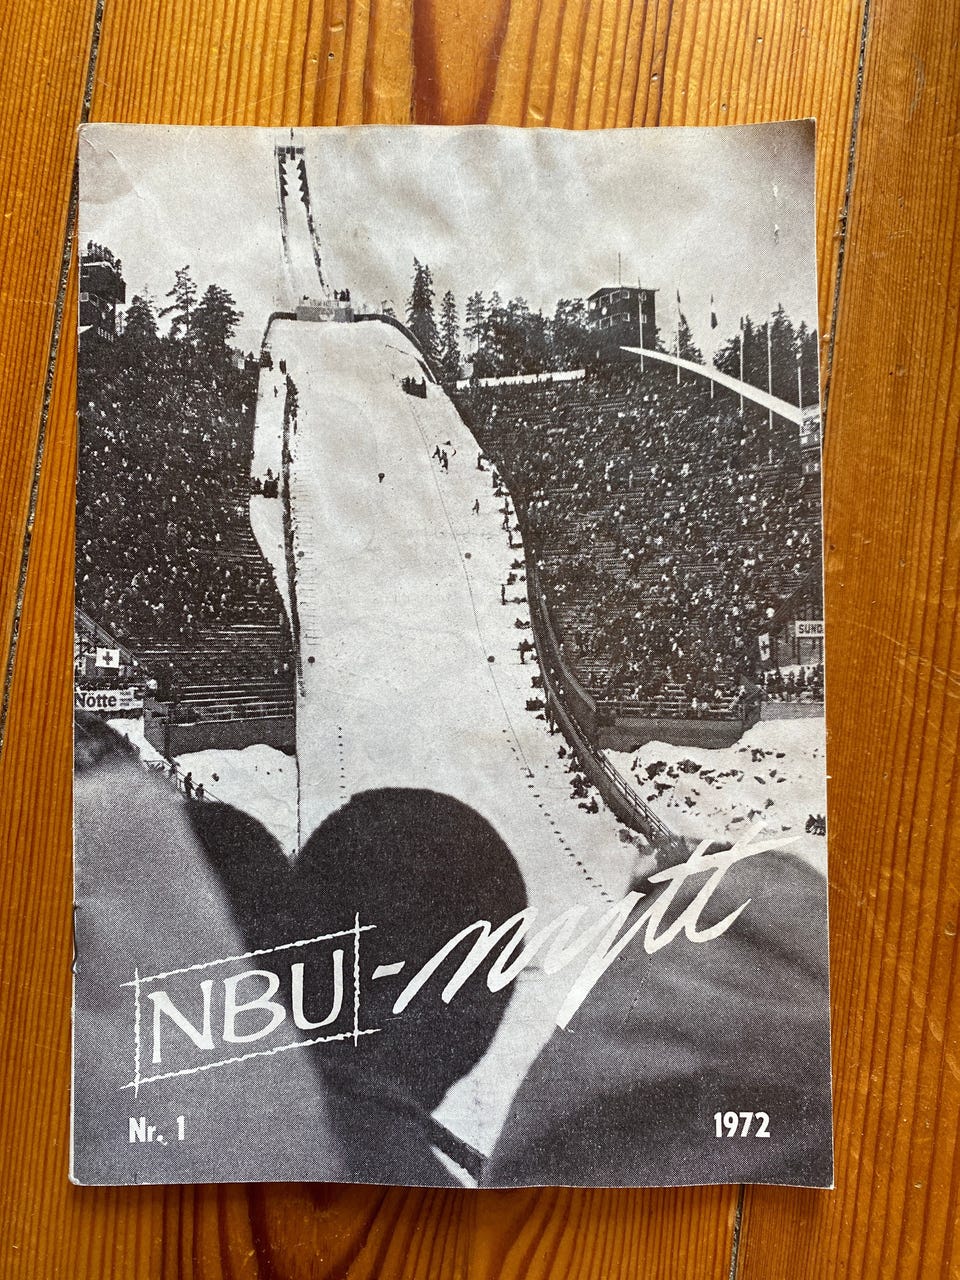 SUND
Nötte
NBU-nytt
Nr. 1
1972